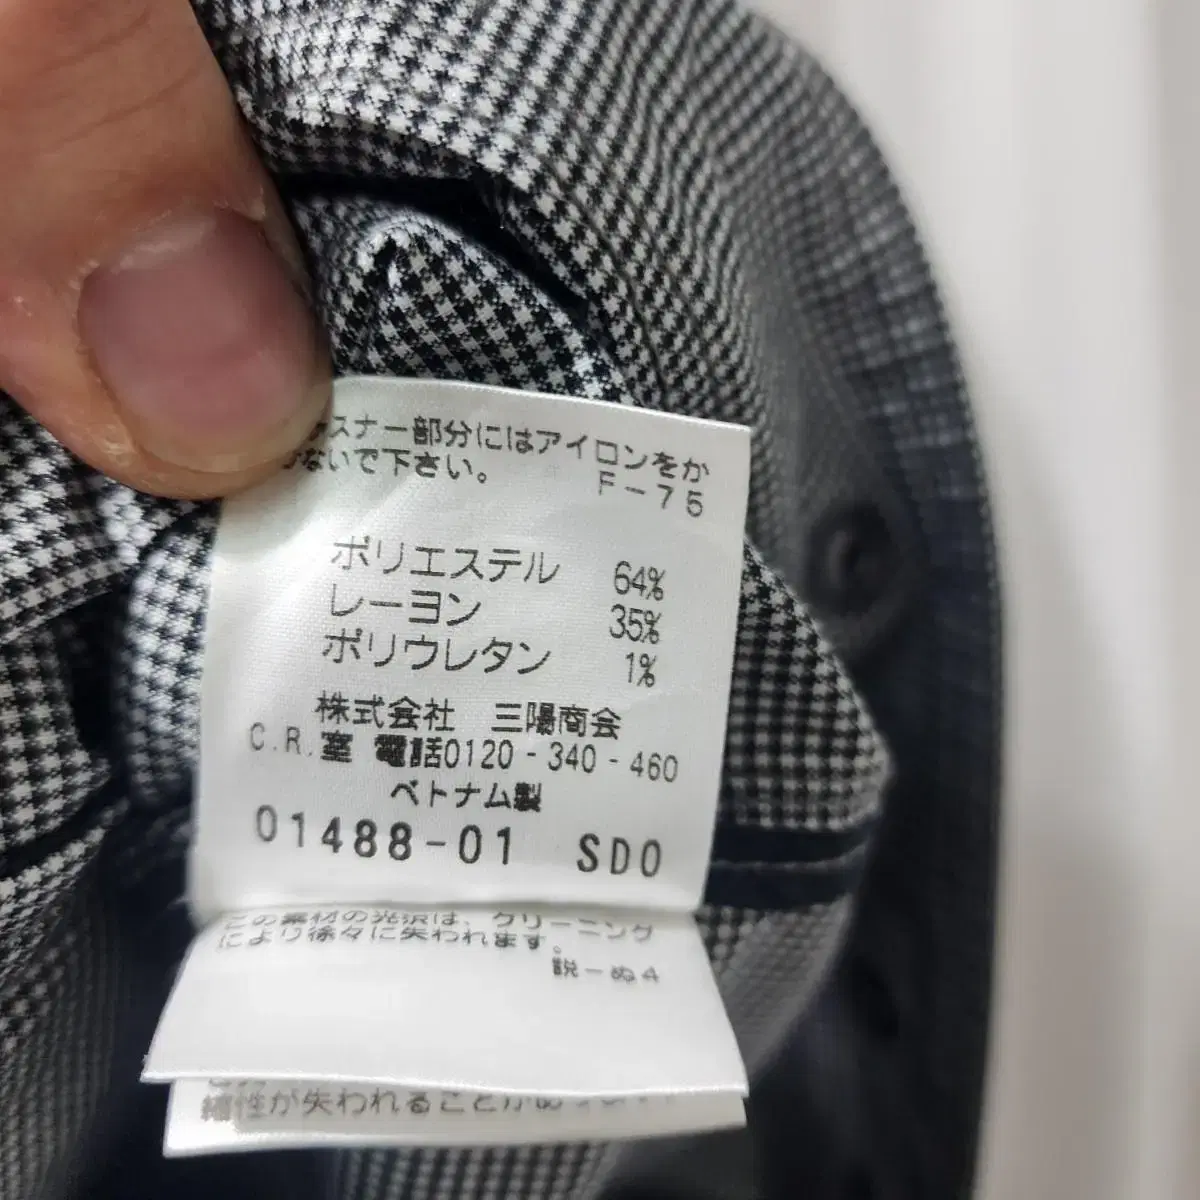 スナー部分にはアイロンをか
ないで下さい。
F-75
ポリエステル 64%
レーヨン 35%
ポリウレタン 1%
株式会社 三陽商会
C.R.室 電話0120-340-460
ベトナム製
01488-01 SD0
この素材の光沢は、クリーニング
により徐々に失われます。
説-ぬ4
縮性が失われることがあ